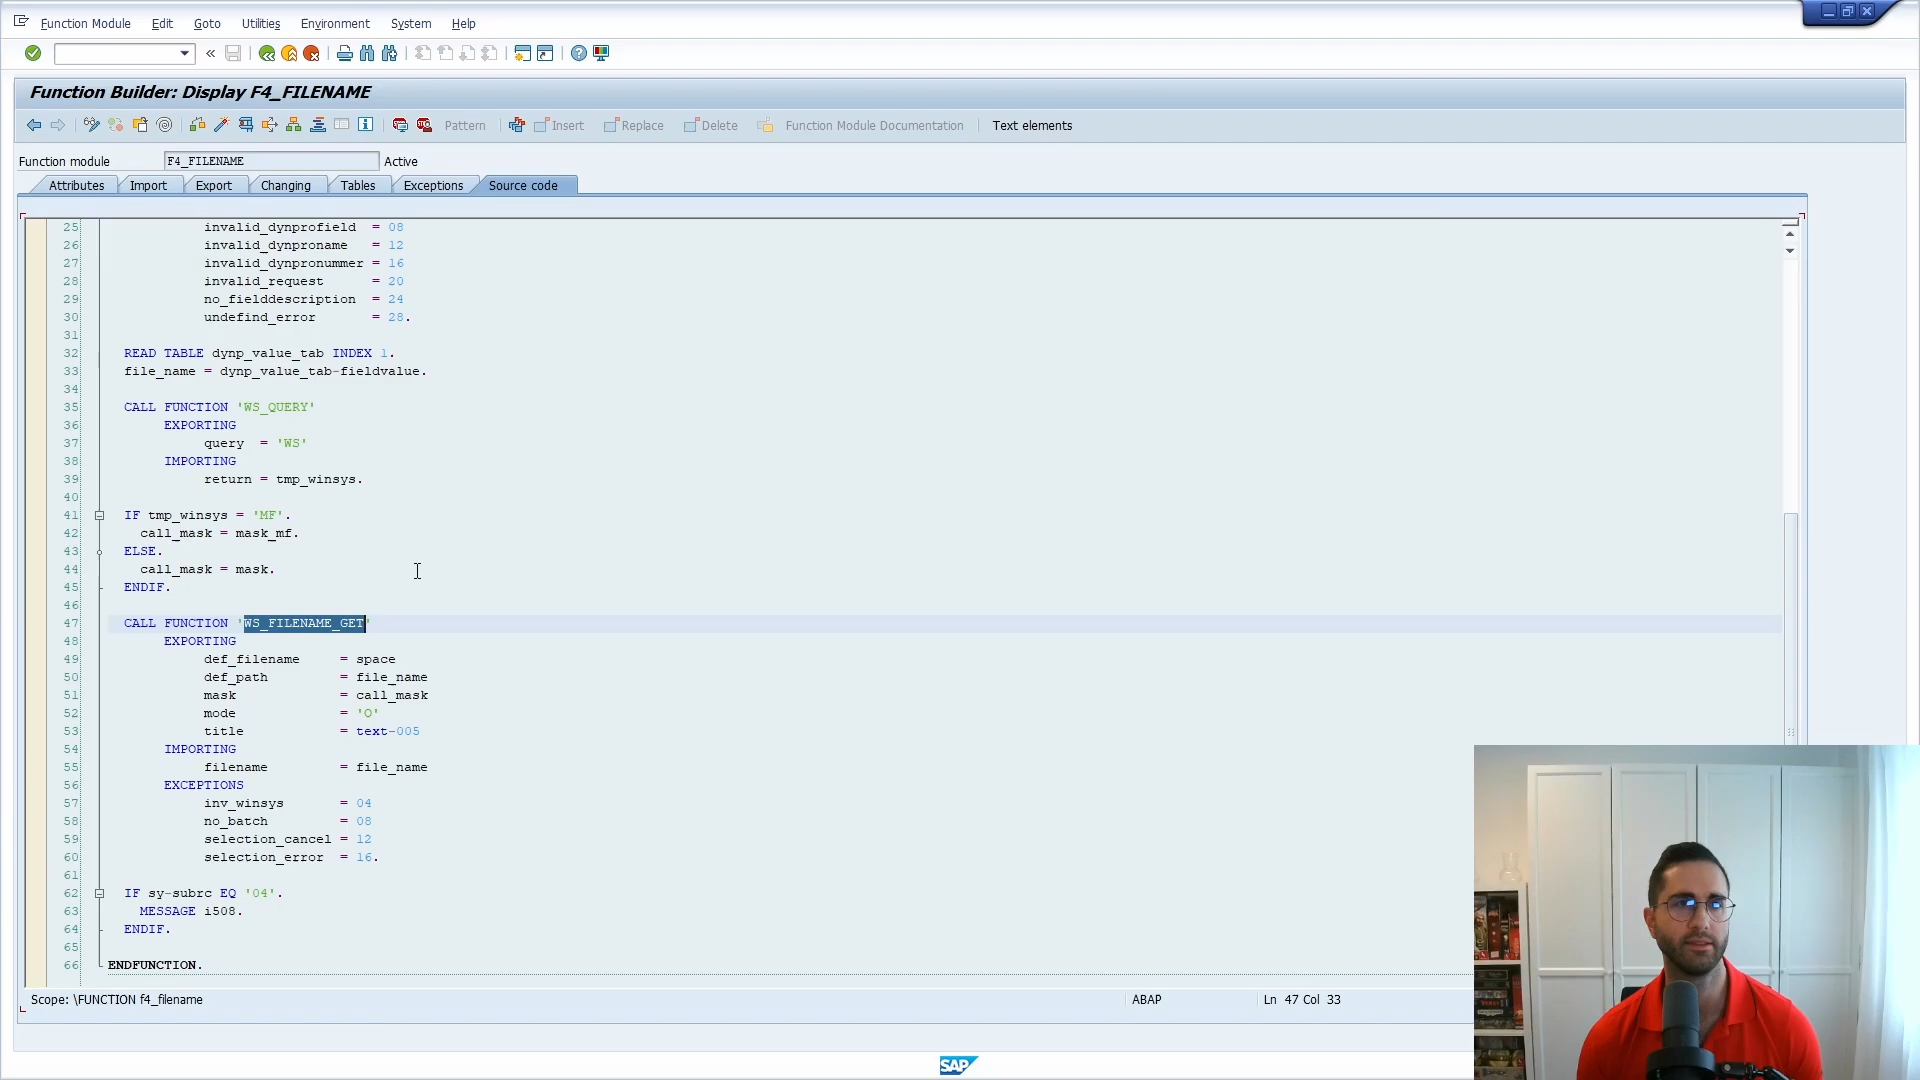 Function Module Edit Goto Utilities Environment System Help
Function Builder: Display F4_FILENAME
Pattern Insert Replace Delete Function Module Documentation Text elements
Function module F4_FILENAME Active
Attributes Import Export Changing Tables Exceptions Source code
25 invalid_dynprofield = 08
26 invalid_dynproname = 12
27 invalid_dynpronummer = 16
28 invalid_request = 20
29 no_fielddescription = 24
30 undefind_error = 28.
31
32 READ TABLE dynp_value_tab INDEX 1.
33 file_name = dynp_value_tab-fieldvalue.
34
35 CALL FUNCTION 'WS_QUERY'
36 EXPORTING
37 query = 'WS'
38 IMPORTING
39 return = tmp_winsys.
40
41 IF tmp_winsys = 'MF'.
42 call_mask = mask_mf.
43 ELSE.
44 call_mask = mask.
45 ENDIF.
46
47 CALL FUNCTION 'WS_FILENAME_GET'
48 EXPORTING
49 def_filename = space
50 def_path = file_name
51 mask = call_mask
52 mode = 'O'
53 title = text-005
54 IMPORTING
55 filename = file_name
56 EXCEPTIONS
57 inv_winsys = 04
58 no_batch = 08
59 selection_cancel = 12
60 selection_error = 16.
61
62 IF sy-subrc EQ '04'.
63 MESSAGE i508.
64 ENDIF.
65
66 ENDFUNCTION.
Scope: \FUNCTION f4_filename ABAP Ln 47 Col 33
SAP